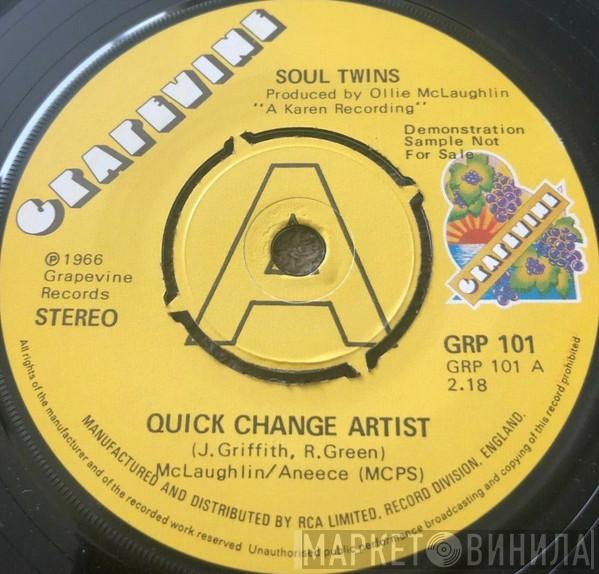 GRAPEVINE
SOUL TWINS
Produced by Ollie McLaughlin
"A Karen Recording"
Demonstration
Sample Not
For Sale
GRAPEVINE
℗1966
Grapevine
Records
STEREO
A
GRP 101
GRP 101 A
2.18
QUICK CHANGE ARTIST
(J. Griffith, R. Green)
McLaughlin/Aneece (MCPS)
MANUFACTURED AND DISTRIBUTED BY RCA LIMITED. RECORD DIVISION. ENGLAND.
All rights of the manufacturer and of the owner of the recorded work reserved Unauthorised public performance broadcasting and copying of this record prohibited
МАРКЕТ ВИНИЛА